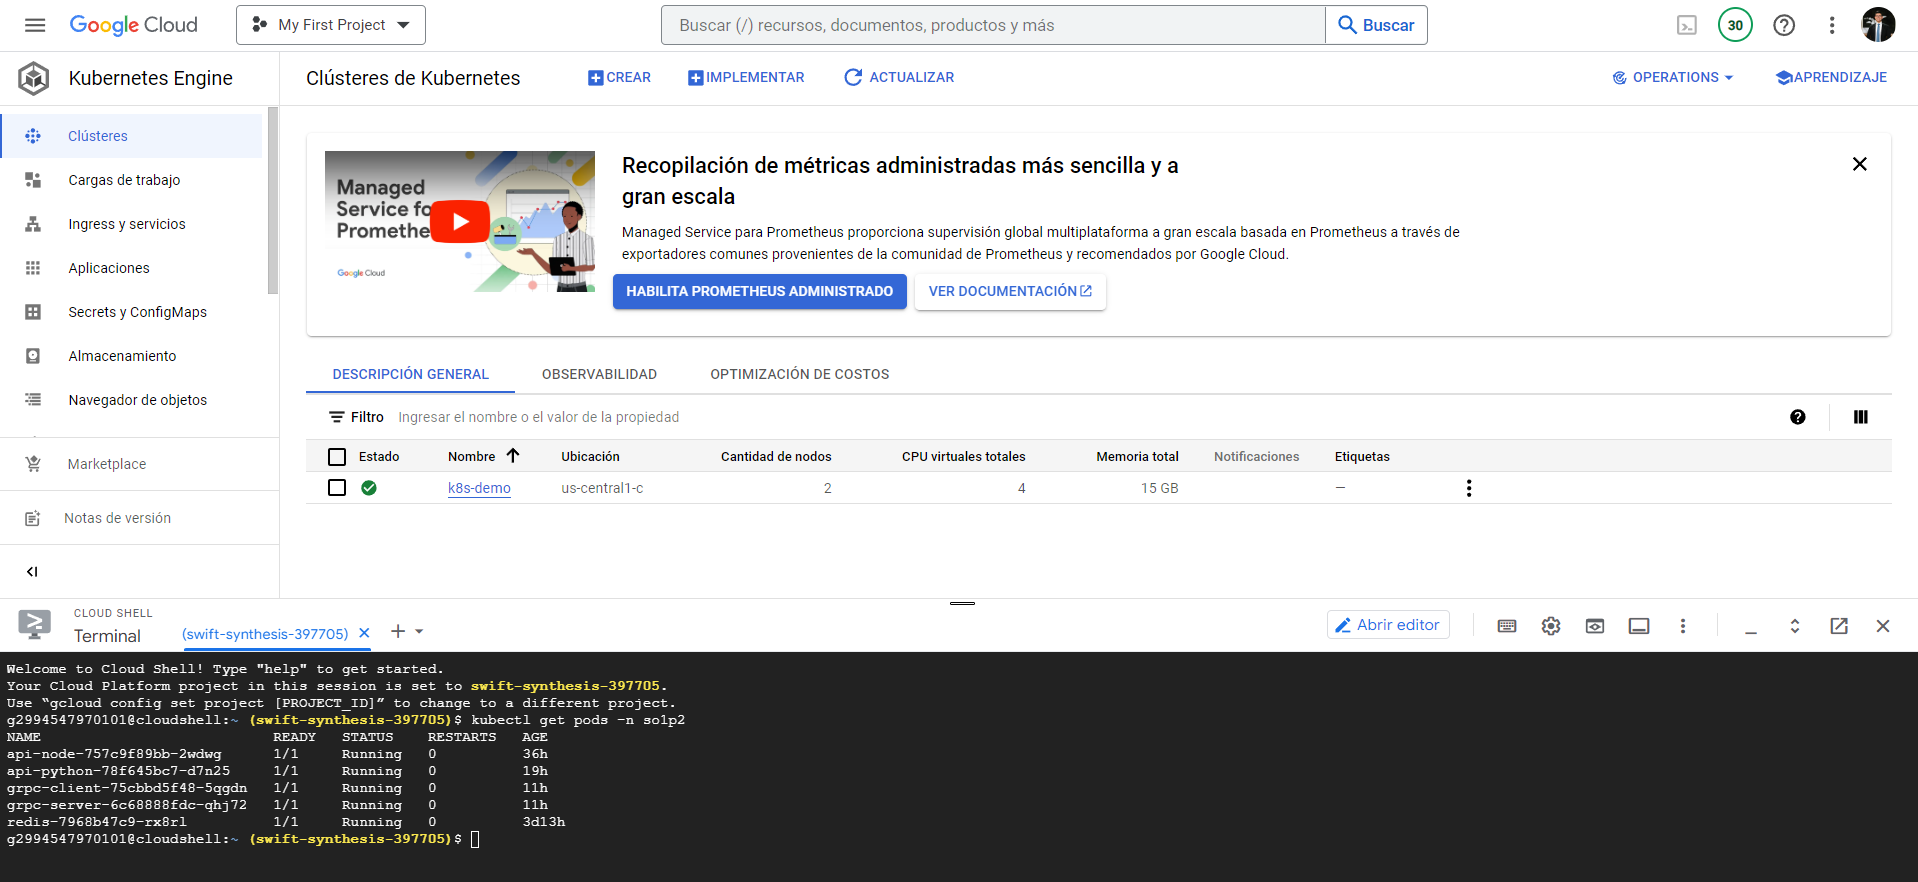 Google Cloud
My First Project
Buscar (/) recursos, documentos, productos y más
Buscar
30
Kubernetes Engine
Clústeres de Kubernetes
CREAR
IMPLEMENTAR
ACTUALIZAR
OPERATIONS
APRENDIZAJE
Clústeres
Cargas de trabajo
Ingress y servicios
Aplicaciones
Secrets y ConfigMaps
Almacenamiento
Navegador de objetos
Marketplace
Notas de versión
Managed
Service fo
Promethe
Google Cloud
Recopilación de métricas administradas más sencilla y a
gran escala
Managed Service para Prometheus proporciona supervisión global multiplataforma a gran escala basada en Prometheus a través de
exportadores comunes provenientes de la comunidad de Prometheus y recomendados por Google Cloud.
HABILITA PROMETHEUS ADMINISTRADO
VER DOCUMENTACIÓN
DESCRIPCIÓN GENERAL
OBSERVABILIDAD
OPTIMIZACIÓN DE COSTOS
Filtro
Ingresar el nombre o el valor de la propiedad
Estado Nombre Ubicación Cantidad de nodos CPU virtuales totales Memoria total Notificaciones Etiquetas
k8s-demo us-central1-c 2 4 15 GB —
CLOUD SHELL
Terminal
(swift-synthesis-397705)
Abrir editor
Welcome to Cloud Shell! Type "help" to get started.
Your Cloud Platform project in this session is set to swift-synthesis-397705.
Use “gcloud config set project [PROJECT_ID]” to change to a different project.
g2994547970101@cloudshell:~ (swift-synthesis-397705)$ kubectl get pods -n so1p2
NAME READY STATUS RESTARTS AGE
api-node-757c9f89bb-2wdwg 1/1 Running 0 36h
api-python-78f645bc7-d7n25 1/1 Running 0 19h
grpc-client-75cbbd5f48-5qgdn 1/1 Running 0 11h
grpc-server-6c68888fdc-qhj72 1/1 Running 0 11h
redis-7968b47c9-rx8rl 1/1 Running 0 3d13h
g2994547970101@cloudshell:~ (swift-synthesis-397705)$